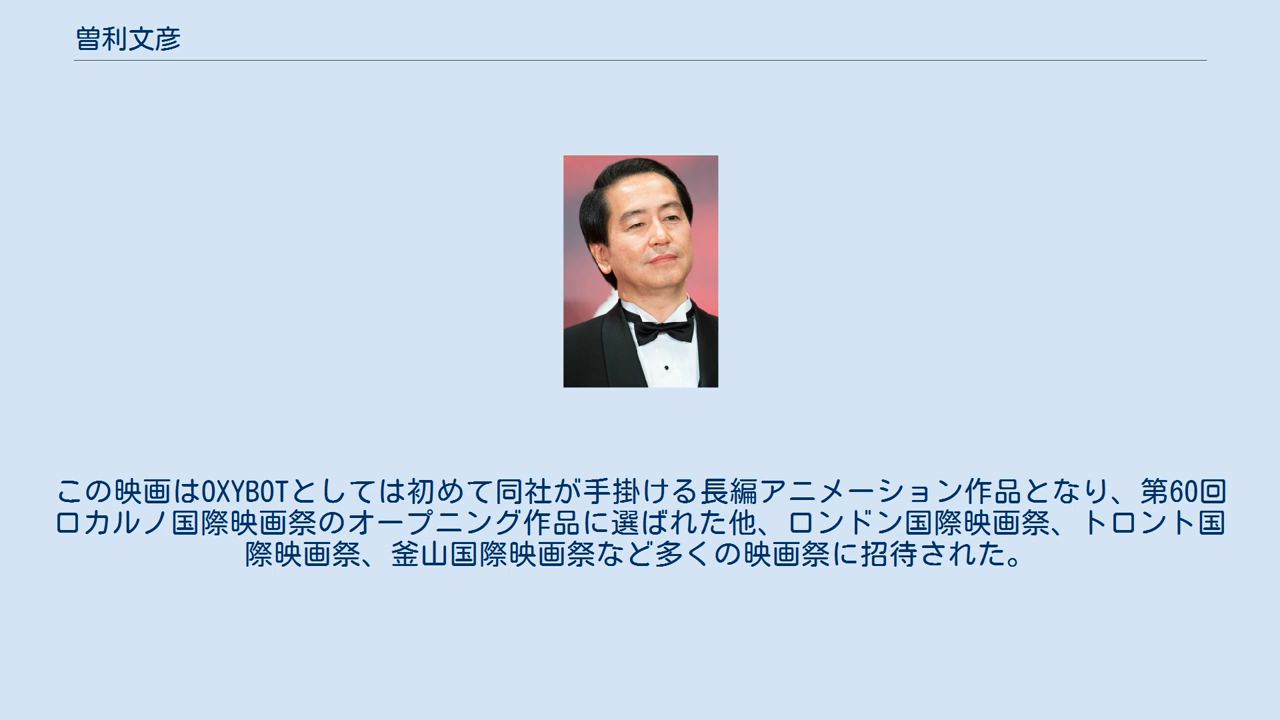 曽利文彦
この映画はOXYBOTとしては初めて同社が手掛ける長編アニメーション作品となり、第60回
ロカルノ国際映画祭のオープニング作品に選ばれた他、ロンドン国際映画祭、トロント国
際映画祭、釜山国際映画祭など多くの映画祭に招待された。